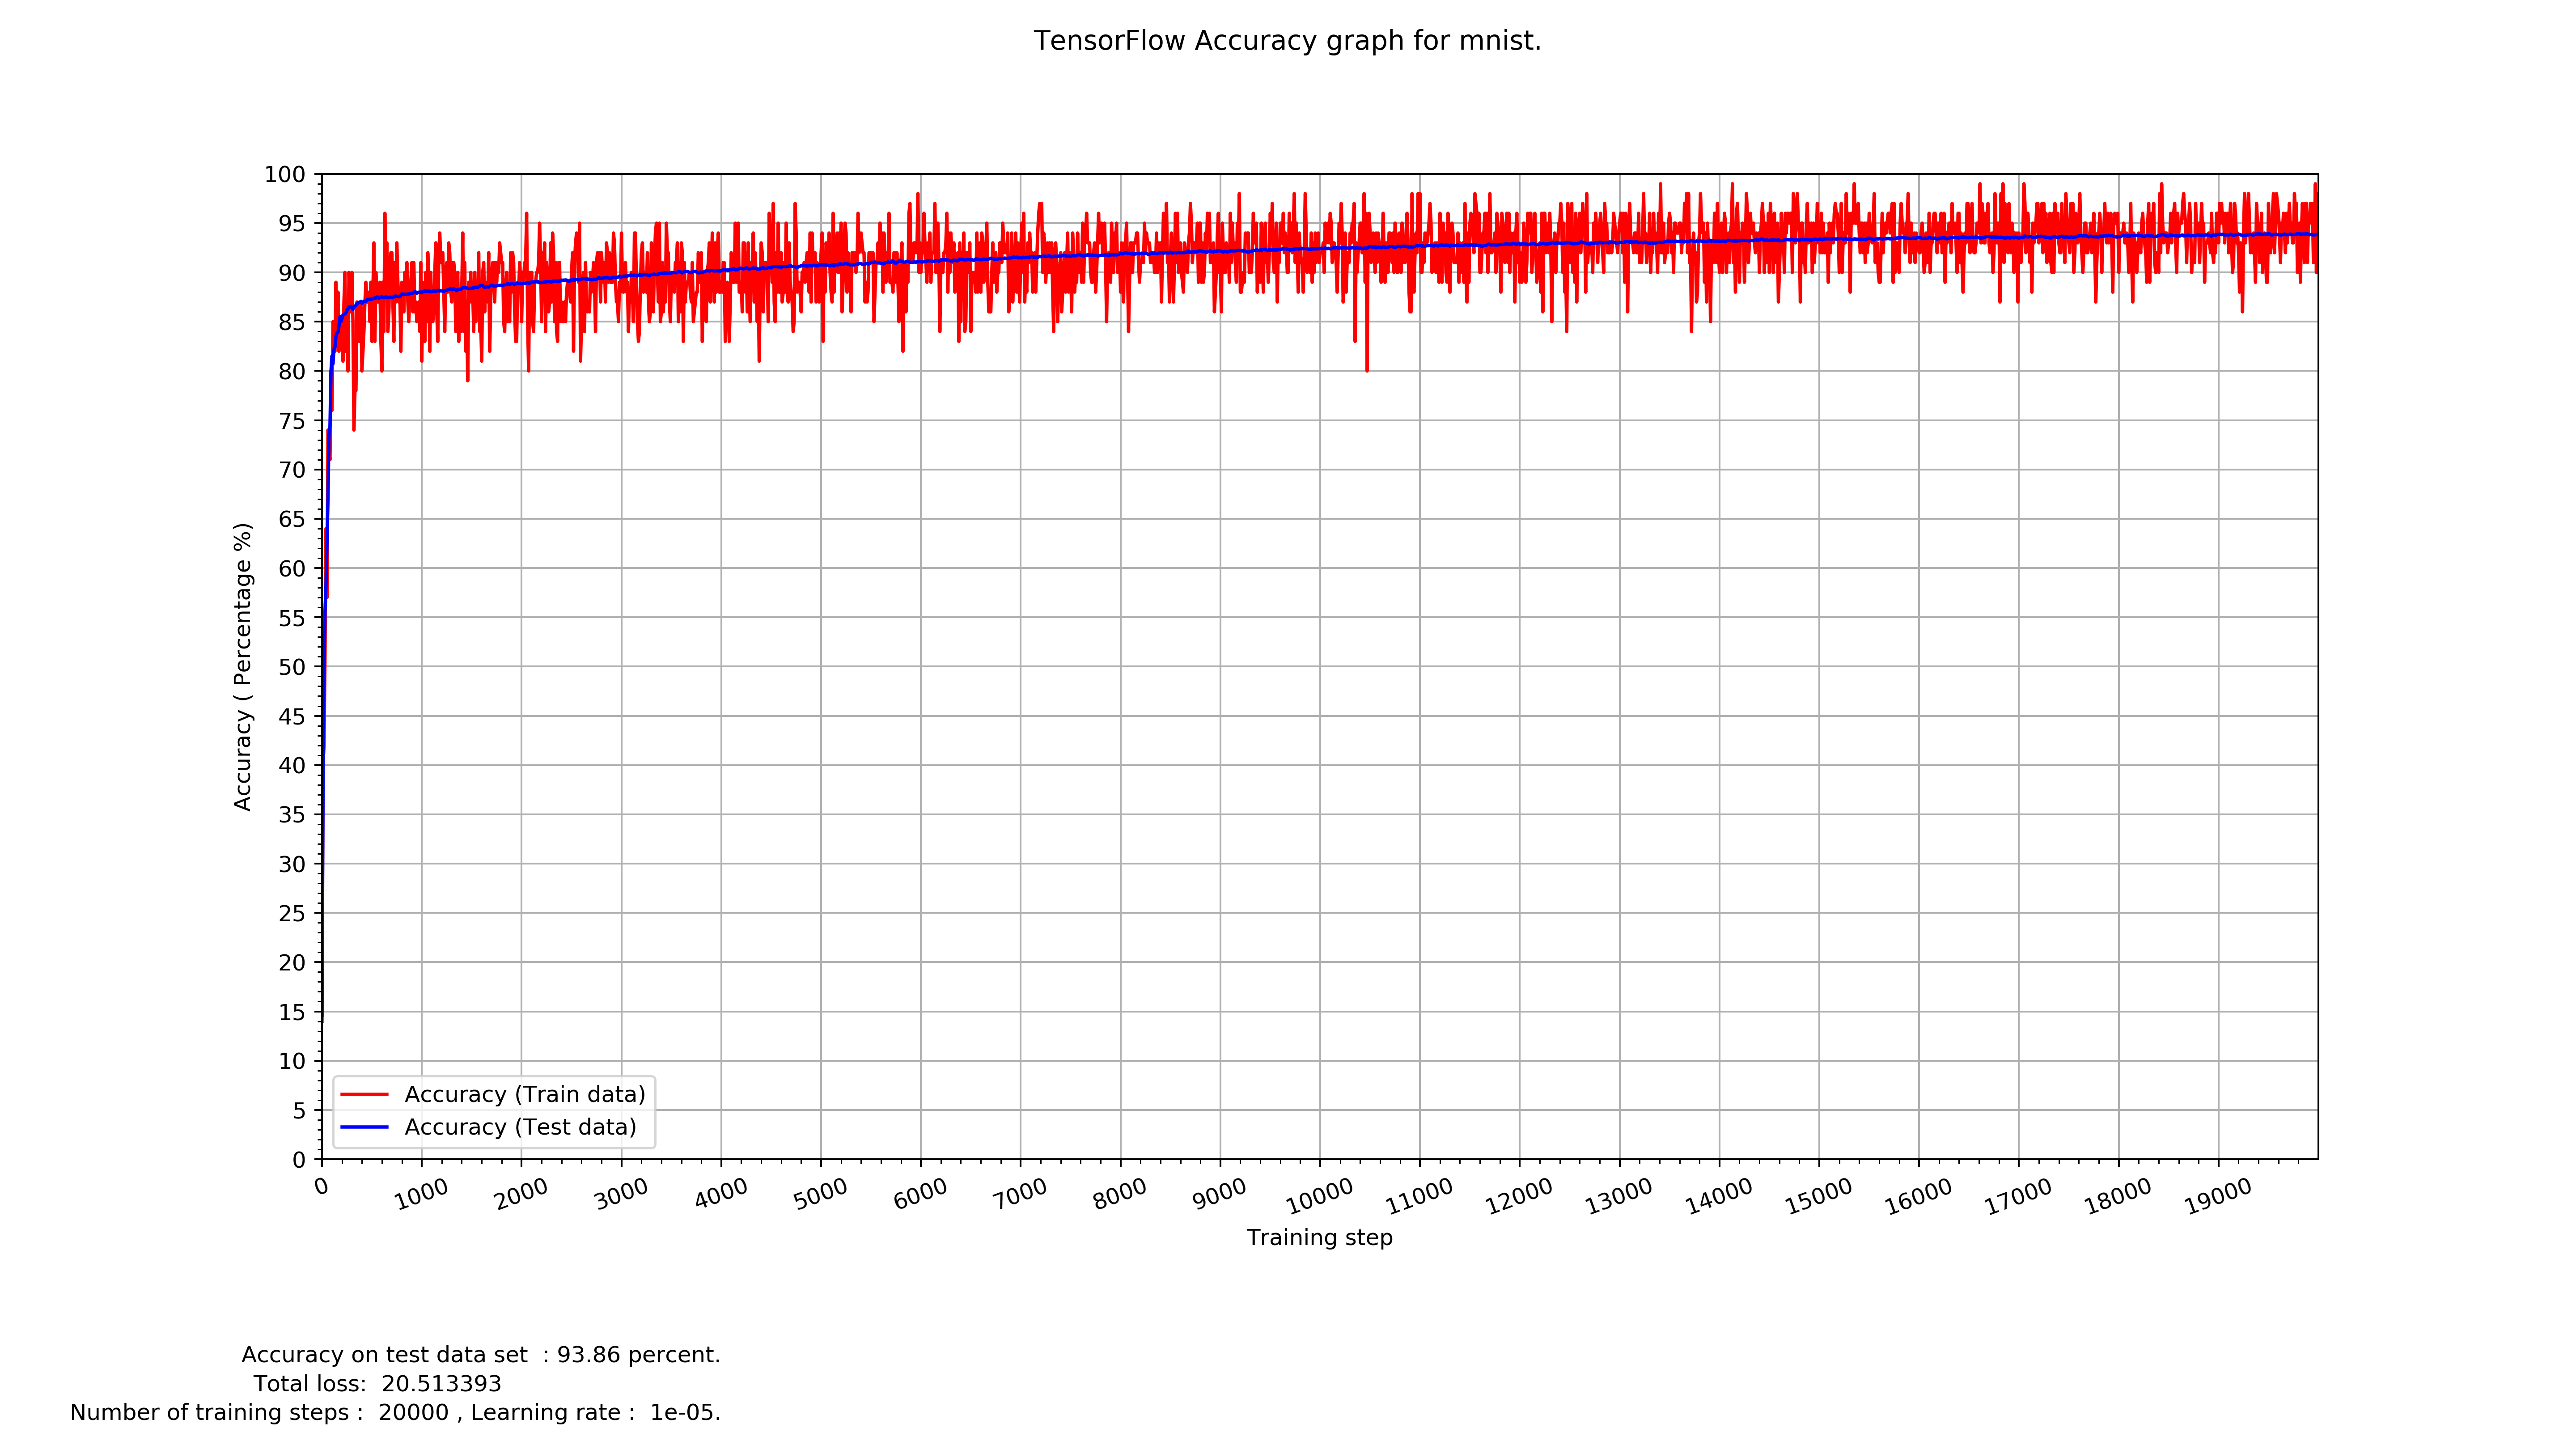 TensorFlow Accuracy graph for mnist.
100
95
90
85
80
75
70
65
60
55
50
45
40
35
30
25
20
15
10
5
0
Accuracy ( Percentage %)
Accuracy (Train data)
Accuracy (Test data)
0 1000 2000 3000 4000 5000 6000 7000 8000 9000 10000 11000 12000 13000 14000 15000 16000 17000 18000 19000
Training step
Accuracy on test data set  : 93.86 percent.
Total loss:  20.513393
Number of training steps :  20000 , Learning rate :  1e-05.